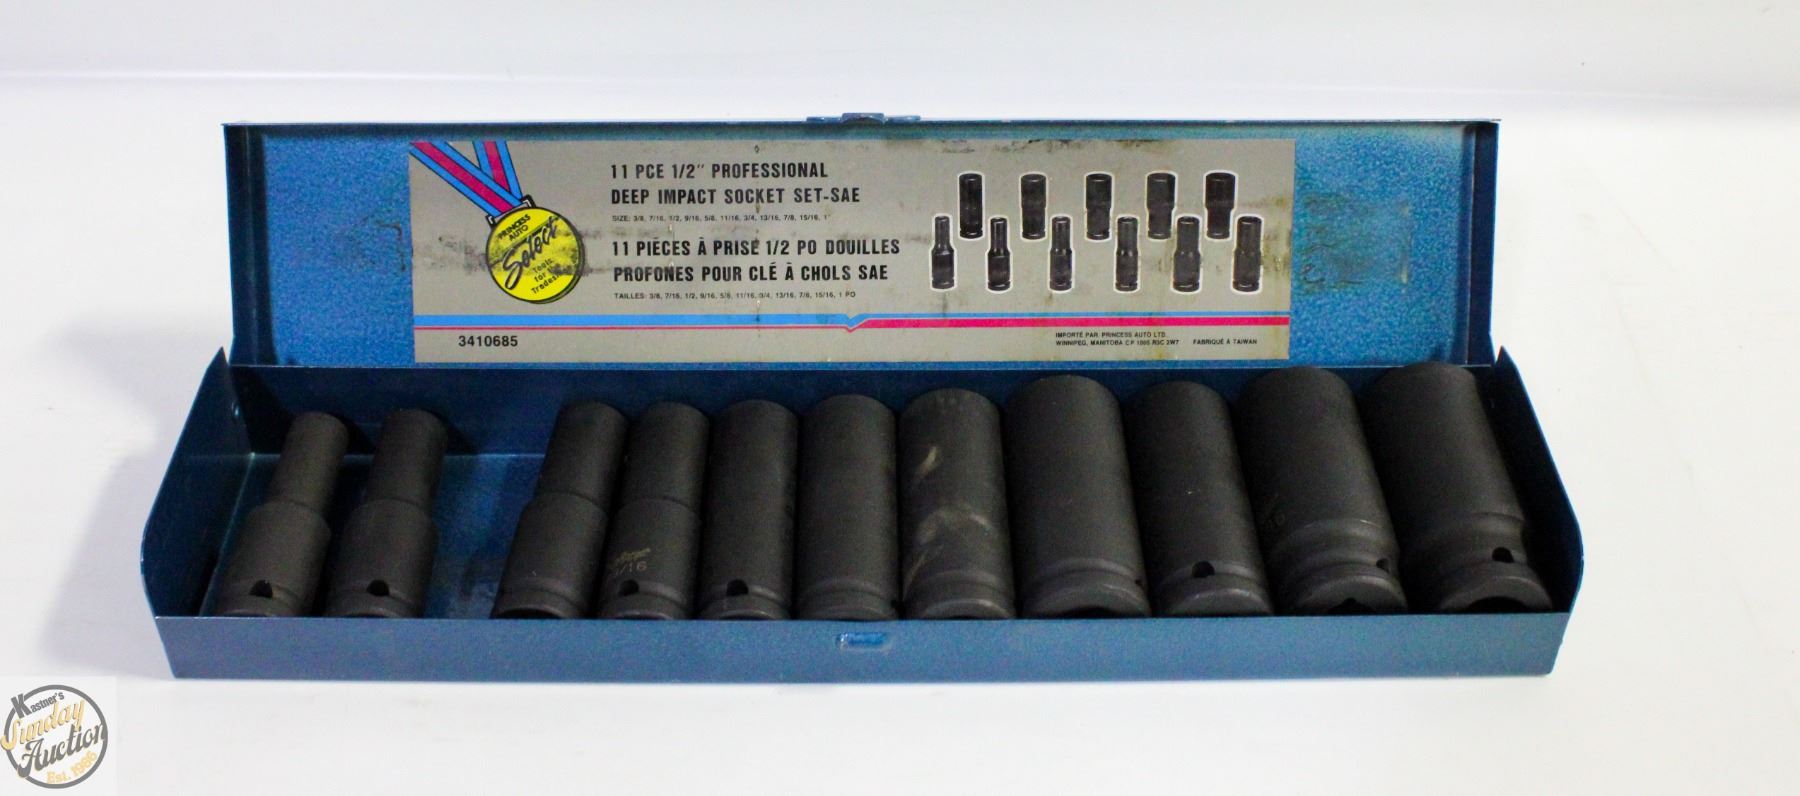 PRINCESS
AUTO
Select
Tools
for
Trades
11 PCE 1/2" PROFESSIONAL
DEEP IMPACT SOCKET SET-SAE
SIZE: 3/8, 7/16, 1/2, 9/16, 5/8, 11/16, 3/4, 13/16, 7/8, 15/16, 1"
11 PIÈCES À PRISE 1/2 PO DOUILLES
PROFONES POUR CLÉ À CHOLS SAE
TAILLES: 3/8, 7/16, 1/2, 9/16, 5/8, 11/16, 3/4, 13/16, 7/8, 15/16, 1 PO
3410685
IMPORTÉ PAR PRINCESS AUTO LTD.
WINNIPEG, MANITOBA C.P 1005 R3C 2W7 FABRIQUÉ À TAIWAN
Kastner's
Sunday
Auction
Est. 1986